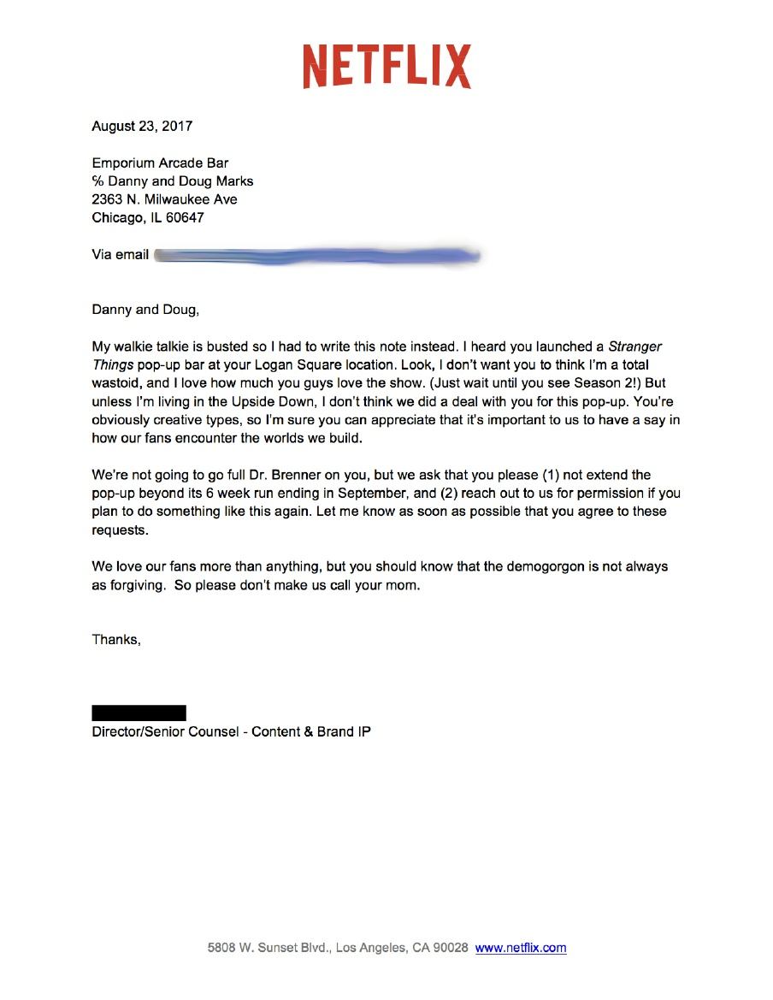 NETFLIX
August 23, 2017
Emporium Arcade Bar
℅ Danny and Doug Marks
2363 N. Milwaukee Ave
Chicago, IL 60647
Via email
Danny and Doug,
My walkie talkie is busted so I had to write this note instead. I heard you launched a Stranger
Things pop-up bar at your Logan Square location. Look, I don’t want you to think I’m a total
wastoid, and I love how much you guys love the show. (Just wait until you see Season 2!) But
unless I’m living in the Upside Down, I don’t think we did a deal with you for this pop-up. You’re
obviously creative types, so I’m sure you can appreciate that it’s important to us to have a say in
how our fans encounter the worlds we build.
We’re not going to go full Dr. Brenner on you, but we ask that you please (1) not extend the
pop-up beyond its 6 week run ending in September, and (2) reach out to us for permission if you
plan to do something like this again. Let me know as soon as possible that you agree to these
requests.
We love our fans more than anything, but you should know that the demogorgon is not always
as forgiving.  So please don’t make us call your mom.
Thanks,
Director/Senior Counsel - Content & Brand IP
5808 W. Sunset Blvd., Los Angeles, CA 90028  www.netflix.com